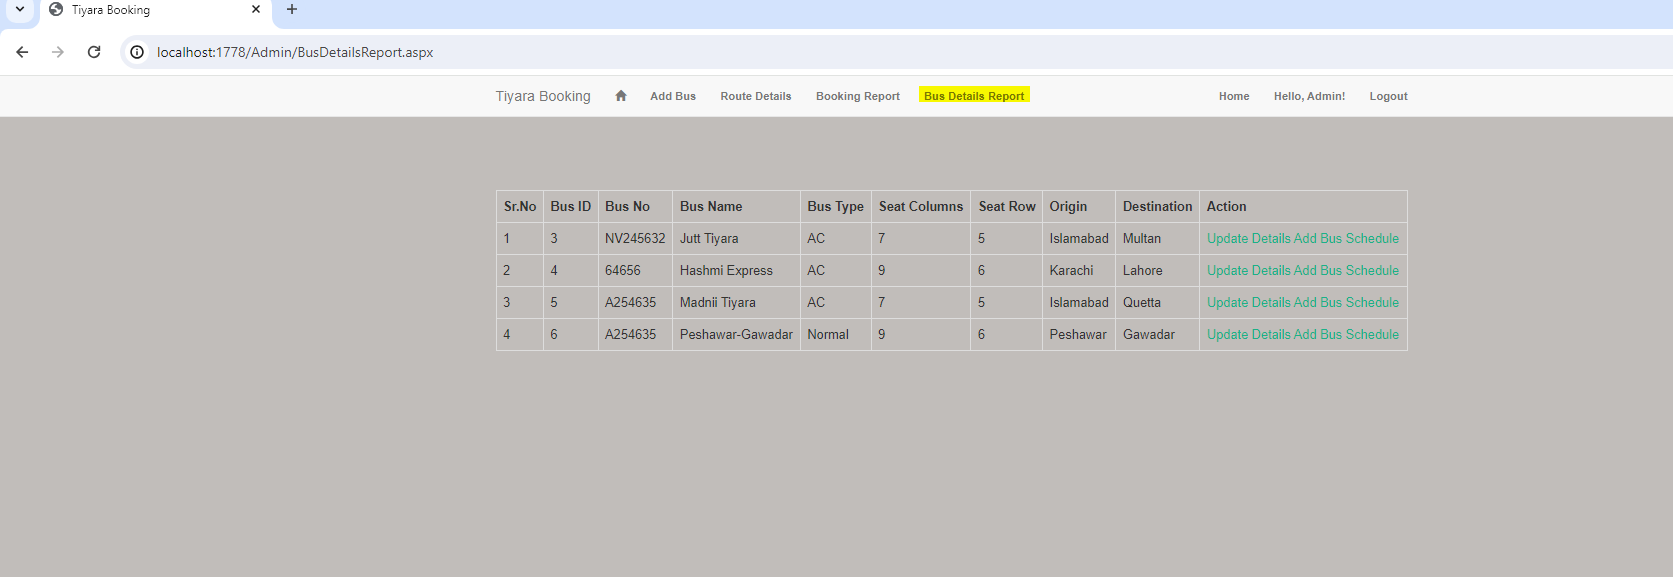 Tiyara Booking
localhost:1778/Admin/BusDetailsReport.aspx
Tiyara Booking Add Bus Route Details Booking Report Bus Details Report Home Hello, Admin! Logout
Sr.No Bus ID Bus No Bus Name Bus Type Seat Columns Seat Row Origin Destination Action
1 3 NV245632 Jutt Tiyara AC 7 5 Islamabad Multan Update Details Add Bus Schedule
2 4 64656 Hashmi Express AC 9 6 Karachi Lahore Update Details Add Bus Schedule
3 5 A254635 Madnii Tiyara AC 7 5 Islamabad Quetta Update Details Add Bus Schedule
4 6 A254635 Peshawar-Gawadar Normal 9 6 Peshawar Gawadar Update Details Add Bus Schedule